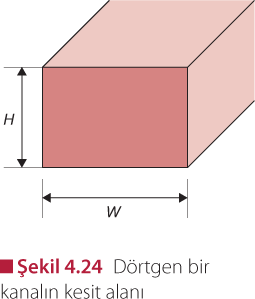 H
W
■ Şekil 4.24 Dörtgen bir
kanalın kesit alanı